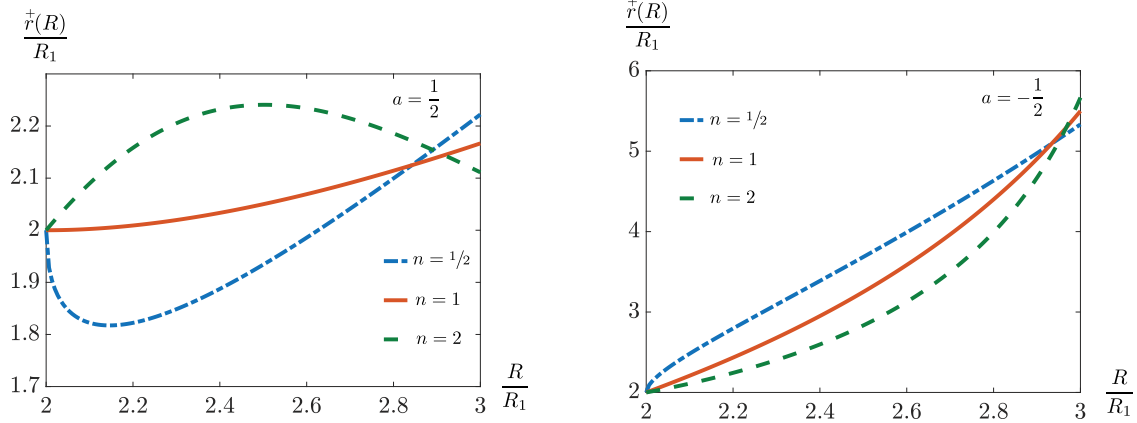 r⁺(R)
R₁
a = 1/2
2.2
2.1
2
1.9
1.8
1.7
n = 1/2
n = 1
n = 2
2 2.2 2.4 2.6 2.8 3
R
R₁
r⁺(R)
R₁
6
5
4
3
2
a = −1/2
n = 1/2
n = 1
n = 2
2 2.2 2.4 2.6 2.8 3
R
R₁